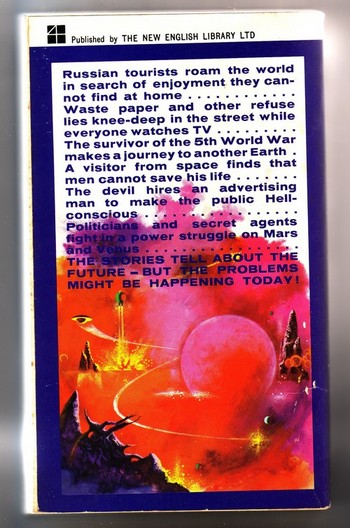 Published by THE NEW ENGLISH LIBRARY LTD
Russian tourists roam the world
in search of enjoyment they can-
not find at home . . . . . . . . . .
Waste paper and other refuse
lies knee-deep in the street while
everyone watches TV . . . . . . . .
The survivor of the 5th World War
makes a journey to another Earth .
A visitor from space finds that
men cannot save his life . . . . . .
The devil hires an advertising
man to make the public Hell-
conscious . . . . . . . . . . . . . .
Politicians and secret agents
fight in a power struggle on Mars
and Venus . . . . . . . . . . . . . .
THE STORIES TELL ABOUT THE
FUTURE – BUT THE PROBLEMS
MIGHT BE HAPPENING TODAY!